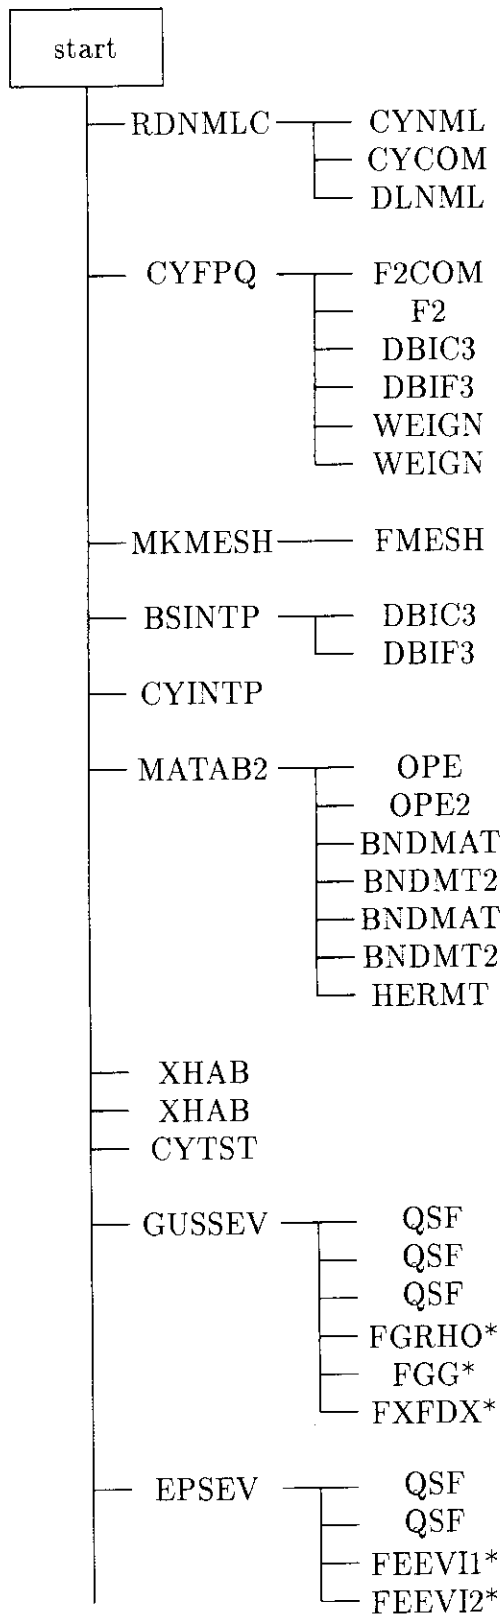 start
RDNMLC CYNML
CYCOM
DLNML
CYFPQ F2COM
F2
DBIC3
DBIF3
WEIGN
WEIGN
MKMESH FMESH
BSINTP DBIC3
DBIF3
CYINTP
MATAB2 OPE
OPE2
BNDMAT
BNDMT2
BNDMAT
BNDMT2
HERMT
XHAB
XHAB
CYTST
GUSSEV QSF
QSF
QSF
FGRHO*
FGG*
FXFDX*
EPSEV QSF
QSF
FEEVI1*
FEEVI2*